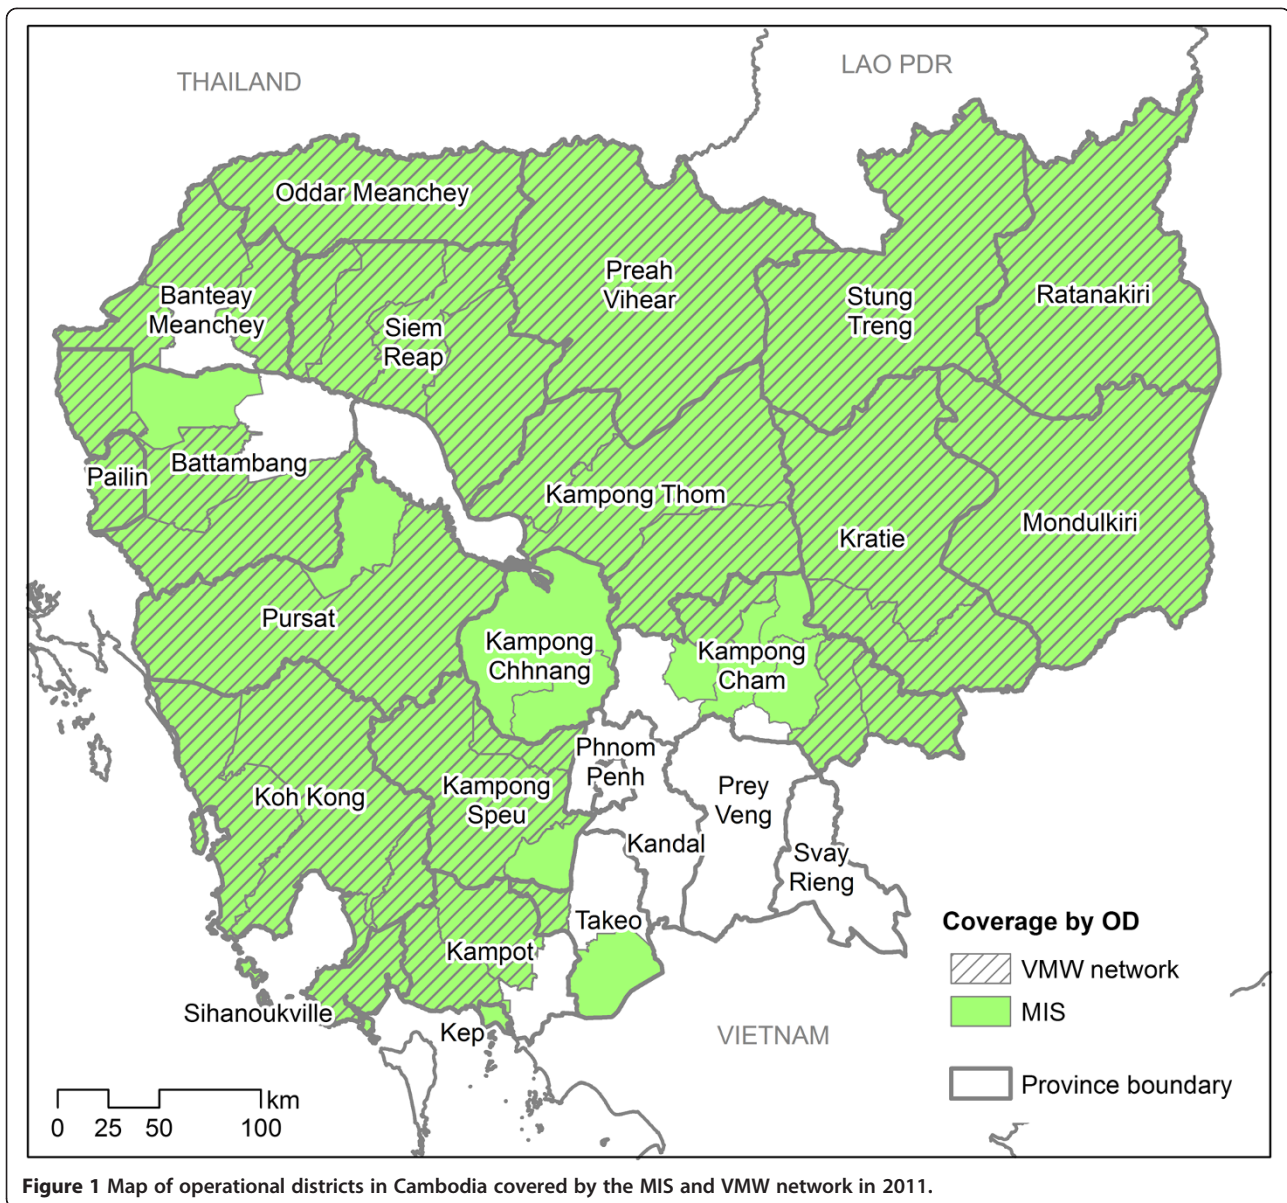 THAILAND
LAO PDR
Oddar Meanchey
Preah
Vihear
Stung
Treng
Ratanakiri
Banteay
Meanchey
Siem
Reap
Pailin
Battambang
Kampong Thom
Kratie
Mondulkiri
Pursat
Kampong
Chhnang
Kampong
Cham
Phnom
Penh
Kampong
Speu
Koh Kong
Prey
Veng
Kandal
Svay
Rieng
Takeo
Kampot
Sihanoukville
Kep
VIETNAM
Coverage by OD
VMW network
MIS
Province boundary
km
0 25 50 100
Figure 1 Map of operational districts in Cambodia covered by the MIS and VMW network in 2011.